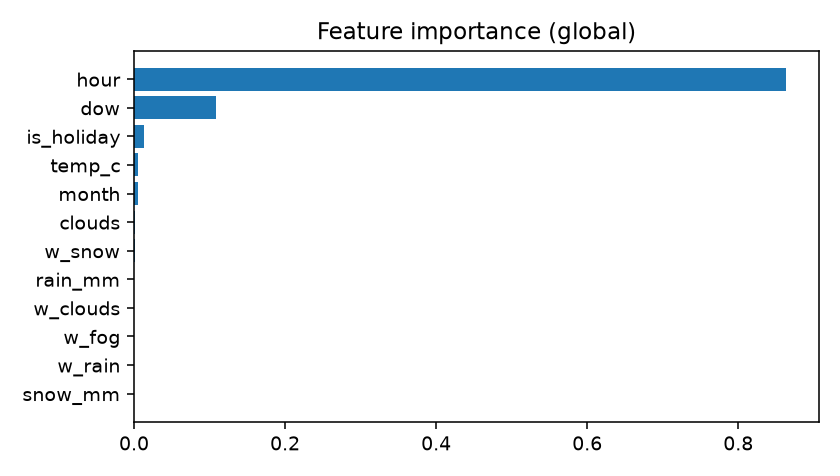 Feature importance (global)
hour
dow
is_holiday
temp_c
month
clouds
w_snow
rain_mm
w_clouds
w_fog
w_rain
snow_mm
0.0 0.2 0.4 0.6 0.8